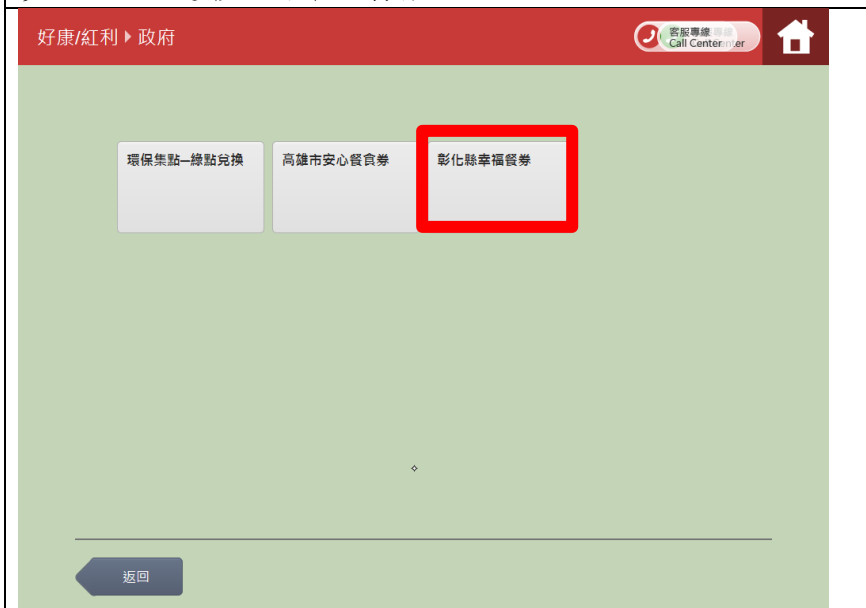 好康/紅利 政府
客服專線
Call Center
環保集點—綠點兌換
高雄市安心餐食券
彰化縣幸福餐券
返回